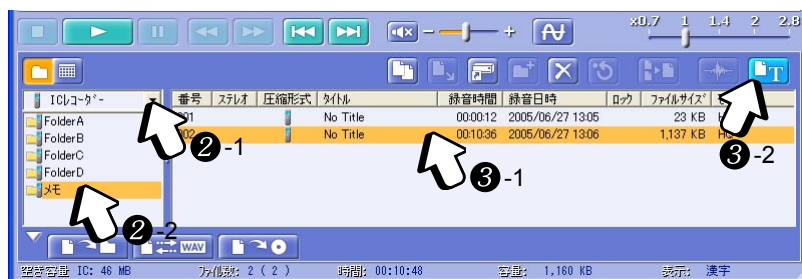 ×0.7 1 1.4 2 2.8
ICレコーダー
番号 ステレオ 圧縮形式 タイトル 録音時間 録音日時 ロック ファイルサイズ
FolderA
FolderB
FolderC
FolderD
メモ
01 No Title 00:00:12 2005/06/27 13:05 23 KB
002 No Title 00:10:36 2005/06/27 13:06 1,137 KB HQ
T
❷-1
❷-2
❸-1
❸-2
WAV
空き容量 IC: 46 MB ファイル数: 2 ( 2 ) 時間: 00:10:48 容量: 1,160 KB 表示: 漢字